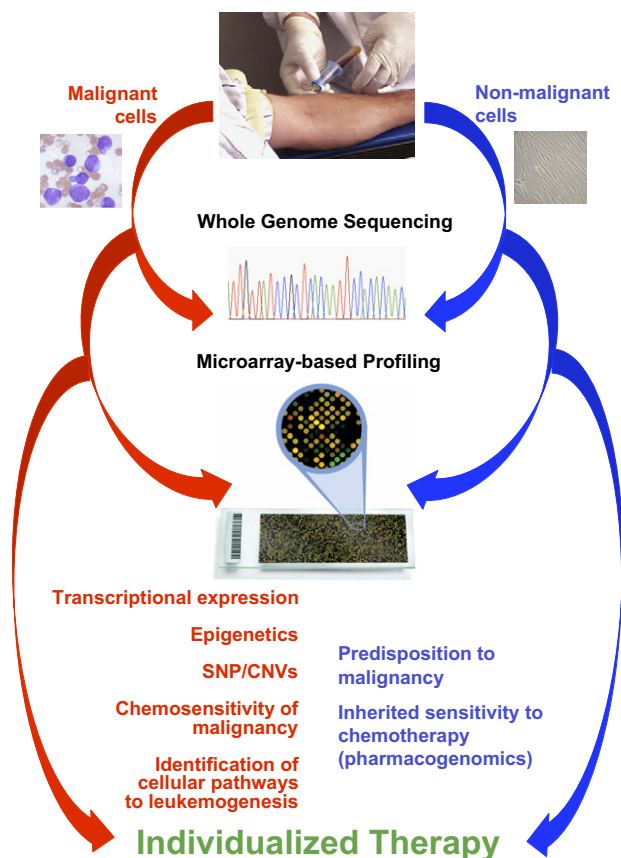 Malignant
cells
Non-malignant
cells
Whole Genome Sequencing
Microarray-based Profiling
Transcriptional expression
Epigenetics
SNP/CNVs
Chemosensitivity of
malignancy
Identification of
cellular pathways
to leukemogenesis
Predisposition to
malignancy
Inherited sensitivity to
chemotherapy
(pharmacogenomics)
Individualized Therapy